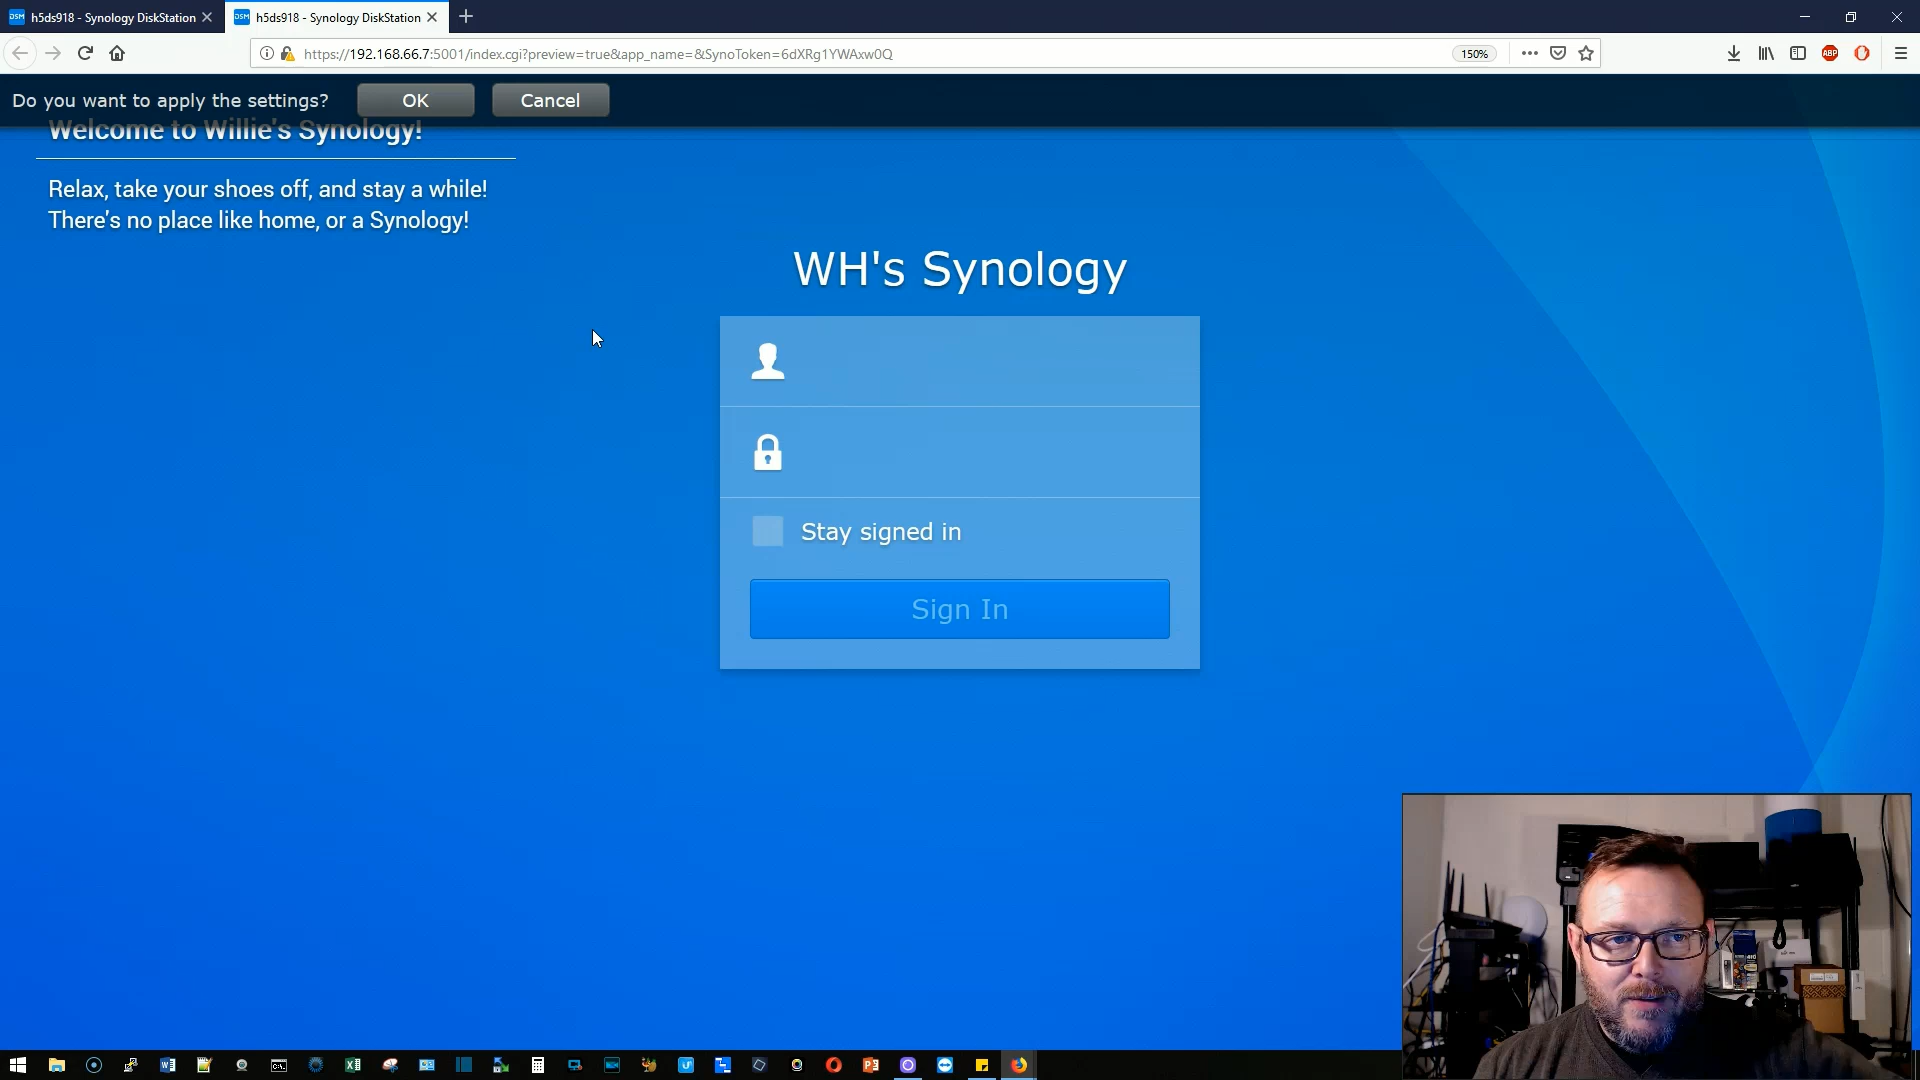 h5ds918 - Synology DiskStation
h5ds918 - Synology DiskStation
https://192.168.66.7:5001/index.cgi?preview=true&app_name=&SynoToken=6dXRg1YWAxw0Q
150%
ABP
Do you want to apply the settings?
OK
Cancel
Welcome to Willie's Synology!
Relax, take your shoes off, and stay a while!
There's no place like home, or a Synology!
WH's Synology
Stay signed in
Sign In